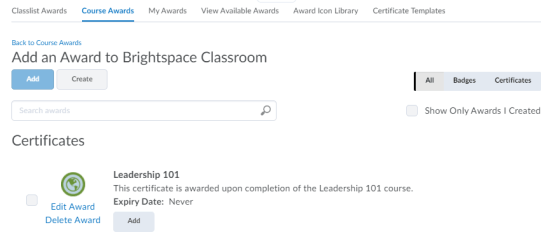 Classlist Awards Course Awards My Awards View Available Awards Award Icon Library Certificate Templates
Back to Course Awards
Add an Award to Brightspace Classroom
Add Create
All Badges Certificates
Search awards
Show Only Awards I Created
Certificates
Leadership 101
This certificate is awarded upon completion of the Leadership 101 course.
Expiry Date: Never
Edit Award
Delete Award
Add